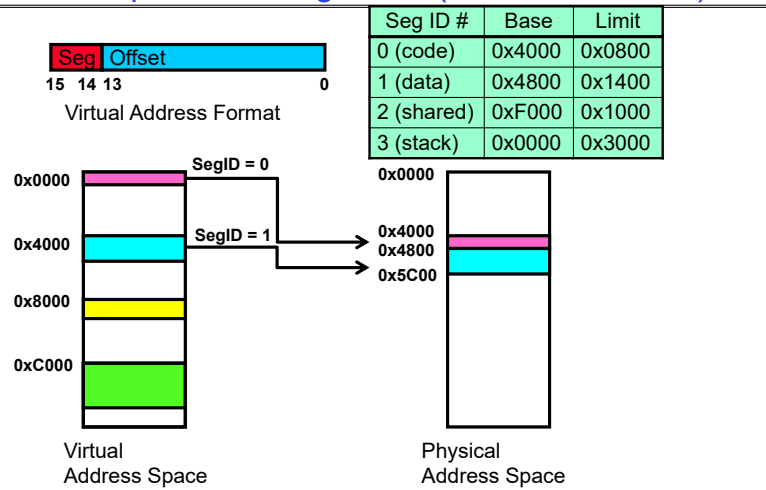 Seg ID # Base Limit
0 (code) 0x4000 0x0800
1 (data) 0x4800 0x1400
2 (shared) 0xF000 0x1000
3 (stack) 0x0000 0x3000
Seg Offset
15 14 13 0
Virtual Address Format
SegID = 0
0x0000
0x4000
SegID = 1
0x8000
0xC000
Virtual
Address Space
0x0000
0x4000
0x4800
0x5C00
Physical
Address Space